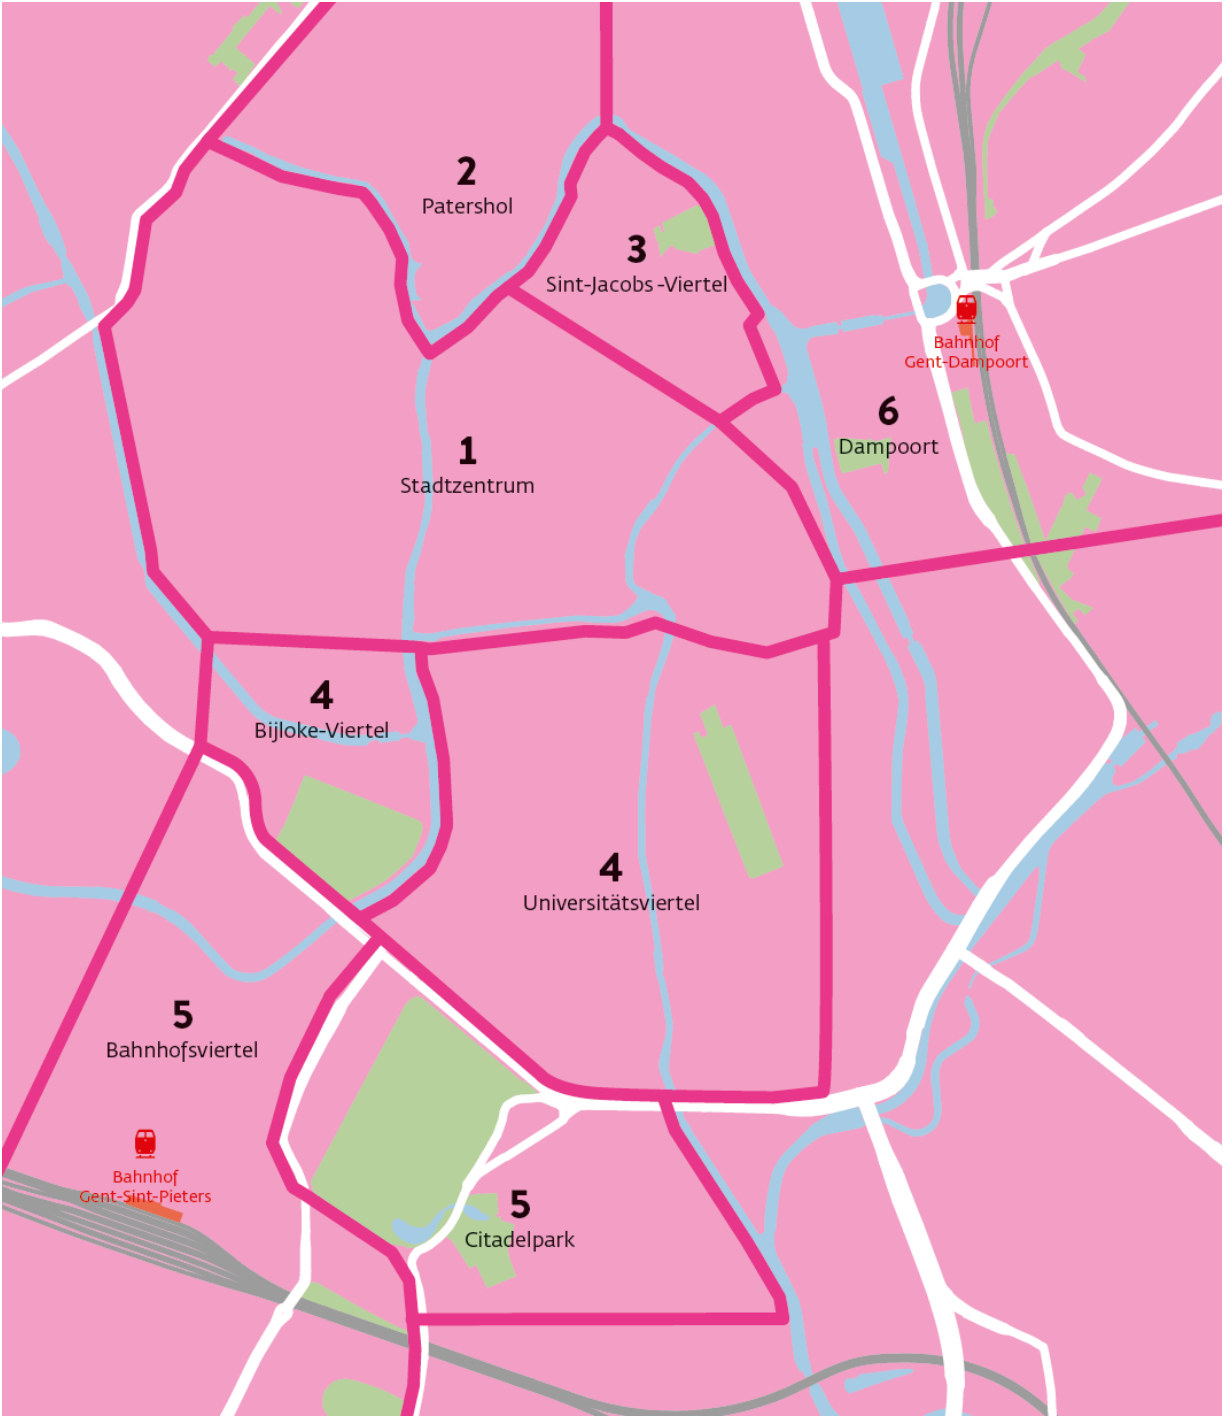 2
Patershol
3
Sint-Jacobs-Viertel
Bahnhof
Gent-Dampoort
6
Dampoort
1
Stadtzentrum
4
Bijloke-Viertel
4
Universitätsviertel
5
Bahnhofsviertel
Bahnhof
Gent-Sint-Pieters
5
Citadelpark